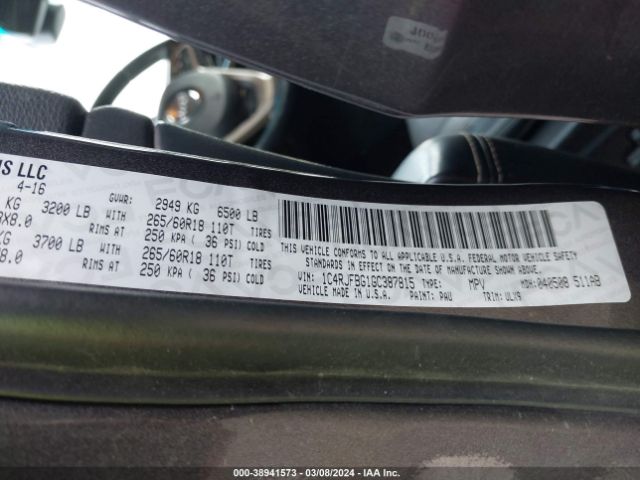 US LLC
4-16 GVWR: 2949 KG 6500 LB
KG 3200 LB WITH 265/60R18 110T TIRES
X8.0 RIMS AT 250 KPA ( 36 PSI) COLD
KG 3700 LB WITH 265/60R18 110T TIRES
8.0 RIMS AT 250 KPA ( 36 PSI) COLD
THIS VEHICLE CONFORMS TO ALL APPLICABLE U.S.A. FEDERAL MOTOR VEHICLE SAFETY
STANDARDS IN EFFECT ON THE DATE OF MANUFACTURE SHOWN ABOVE.
VIN: 1C4RJFBG1GC387815 TYPE: MPV MDH: 040508 511AB
VEHICLE MADE IN U.S.A. PAINT: PAU TRIM: ULX9
000-38941573 - 03/08/2024 - IAA Inc.